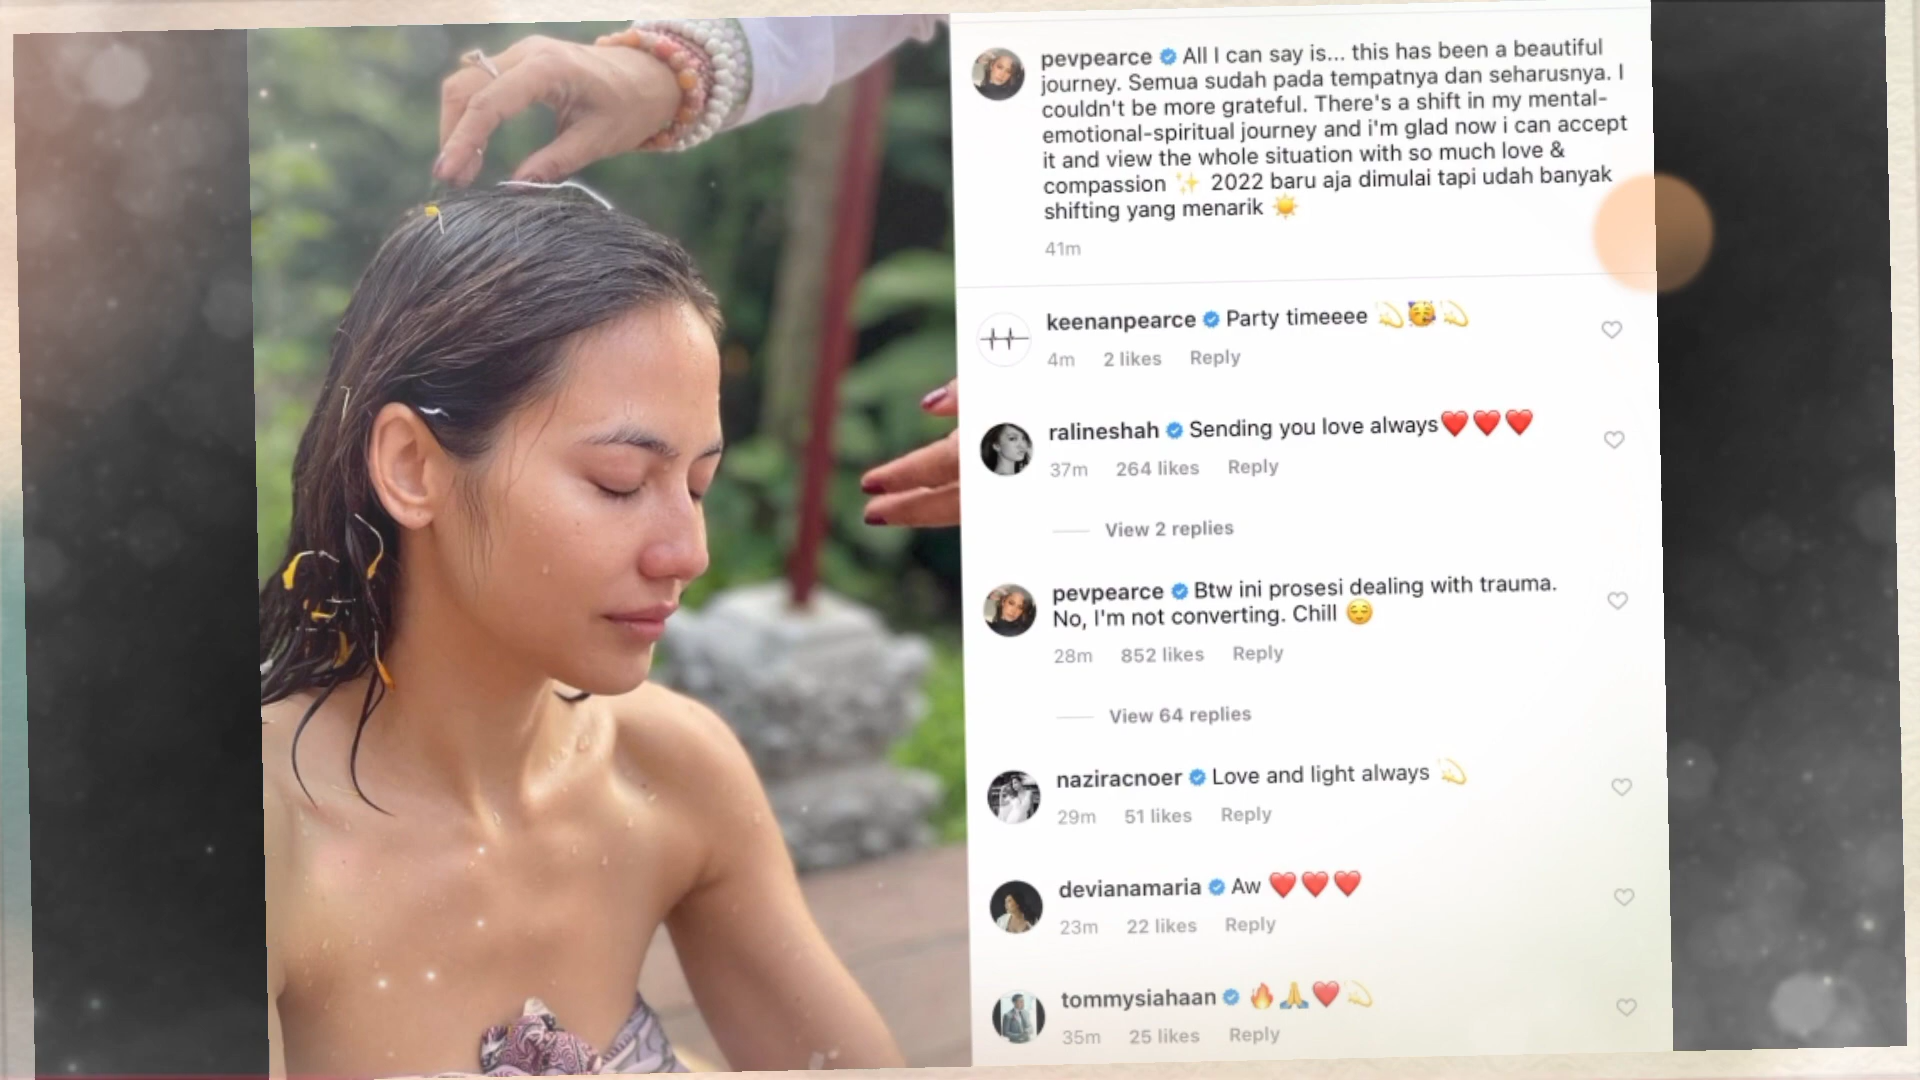 pevpearce All I can say is... this has been a beautiful
journey. Semua sudah pada tempatnya dan seharusnya. I
couldn't be more grateful. There's a shift in my mental-
emotional-spiritual journey and i'm glad now i can accept
it and view the whole situation with so much love &
compassion ✨ 2022 baru aja dimulai tapi udah banyak
shifting yang menarik ☀️
41m
keenanpearce Party timeeee 💫🥳💫
4m 2 likes Reply
ralineshah Sending you love always❤️❤️❤️
37m 264 likes Reply
View 2 replies
pevpearce Btw ini prosesi dealing with trauma.
No, I'm not converting. Chill 😌
28m 852 likes Reply
View 64 replies
naziracnoer Love and light always 💫
29m 51 likes Reply
devianamaria Aw ❤️❤️❤️
23m 22 likes Reply
tommysiahaan 🔥🙏❤️💫
35m 25 likes Reply